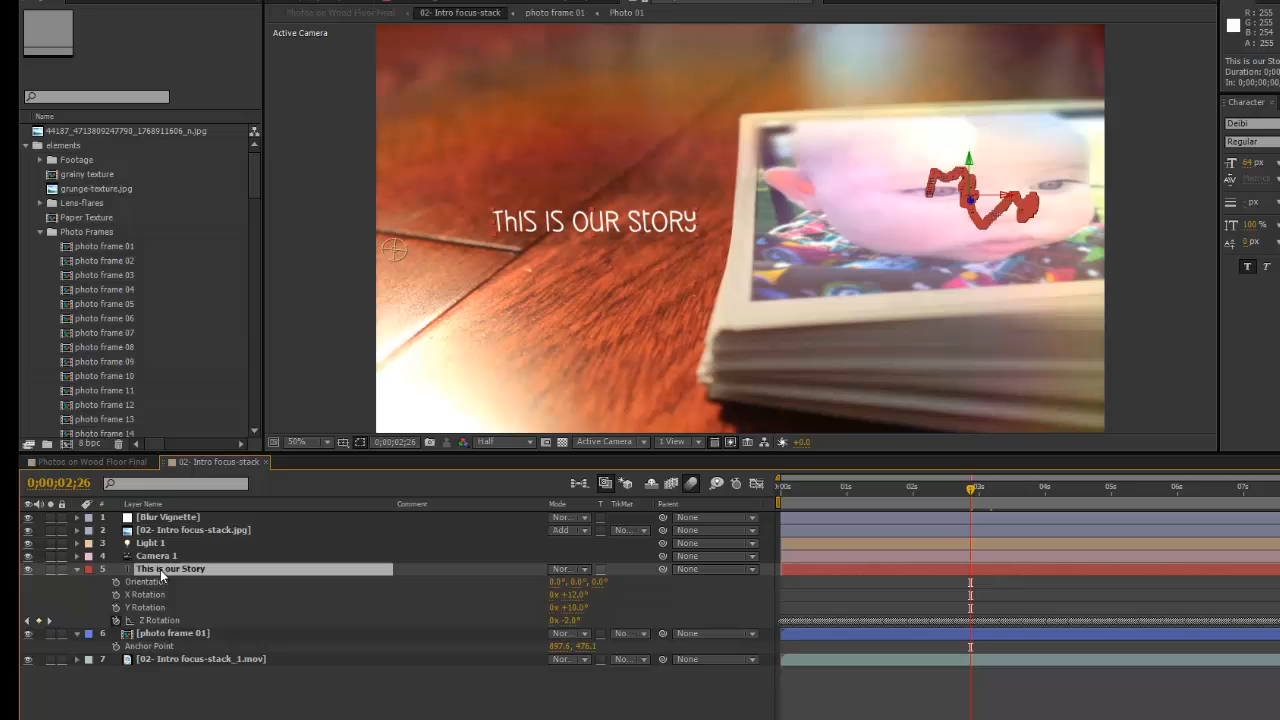 Photos on Wood Floor Final 02- Intro focus-stack photo frame 01 Photo 01
Active Camera
R: 255
G: 255
B: 254
A: 255
This is our Sto
Duration: 0;00
In: 0;00;00;00
Character
Deibi
Regular
64 px
Metrics
- px
100 %
0 px
T T
Name
44187_4713809247790_1768911606_n.jpg
elements
Footage
grainy texture
grunge-texture.jpg
Lens-flares
Paper Texture
Photo Frames
photo frame 01
photo frame 02
photo frame 03
photo frame 04
photo frame 05
photo frame 06
photo frame 07
photo frame 08
photo frame 09
photo frame 10
photo frame 11
photo frame 12
photo frame 13
photo frame 14
8 bpc
THIS IS OUR STORY
50% 0;00;02;26 Half Active Camera 1 View +0.0
Photos on Wood Floor Final 02- Intro focus-stack
0;00;02;26
00s 01s 02s 03s 04s 05s 06s 07s
# Layer Name Comment Mode T TrkMat Parent
1 [Blur Vignette] Nor... None
2 [02- Intro focus-stack.jpg] Add No... None
3 Light 1 None
4 Camera 1 None
5 This is our Story Nor... No... None
Orientation 0.0°, 0.0°, 0.0°
X Rotation 0x +12.0°
Y Rotation 0x +10.0°
Z Rotation 0x -2.0°
6 [photo frame 01] Nor... No... None
Anchor Point 897.6, 476.1
7 [02- Intro focus-stack_1.mov] Nor... No... None